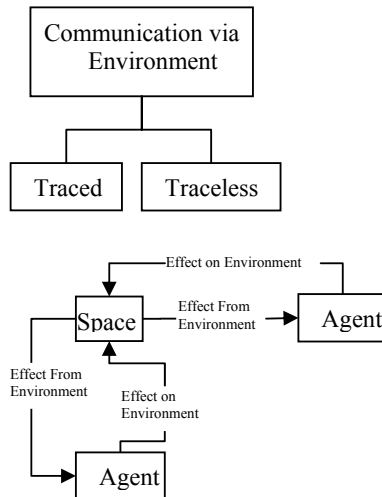 Communication via
Environment
Traced
Traceless
Effect on Environment
Space
Effect From
Environment
Agent
Effect From
Environment
Effect on
Environment
Agent